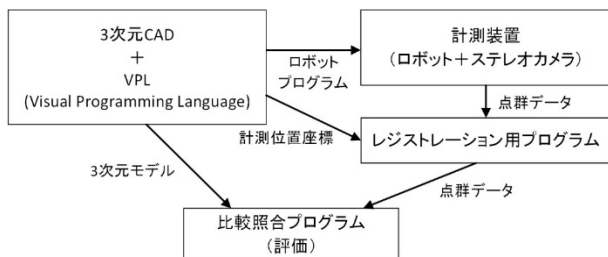 3次元CAD
＋
VPL
(Visual Programming Language)
ロボット
プログラム
計測装置
(ロボット＋ステレオカメラ)
点群データ
計測位置座標
レジストレーション用プログラム
3次元モデル
点群データ
比較照合プログラム
(評価)